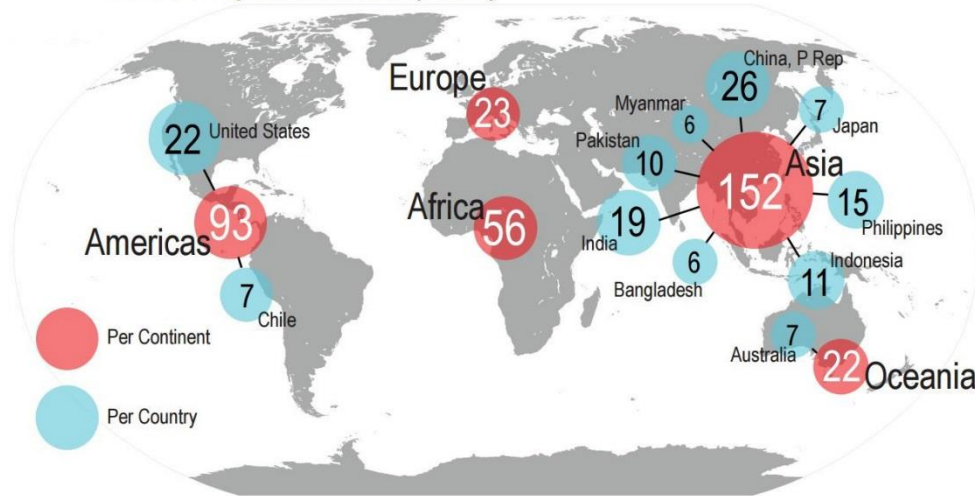 China, P Rep
26
Europe
23
Myanmar
6
7
Japan
22
United States
Pakistan
10
Asia
152
93
Americas
Africa
56
19
India
15
Philippines
6
Bangladesh
Indonesia
11
7
Chile
7
Australia
22
Oceania
Per Continent
Per Country